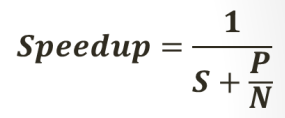 Speedup = 1 / (S + P/N)